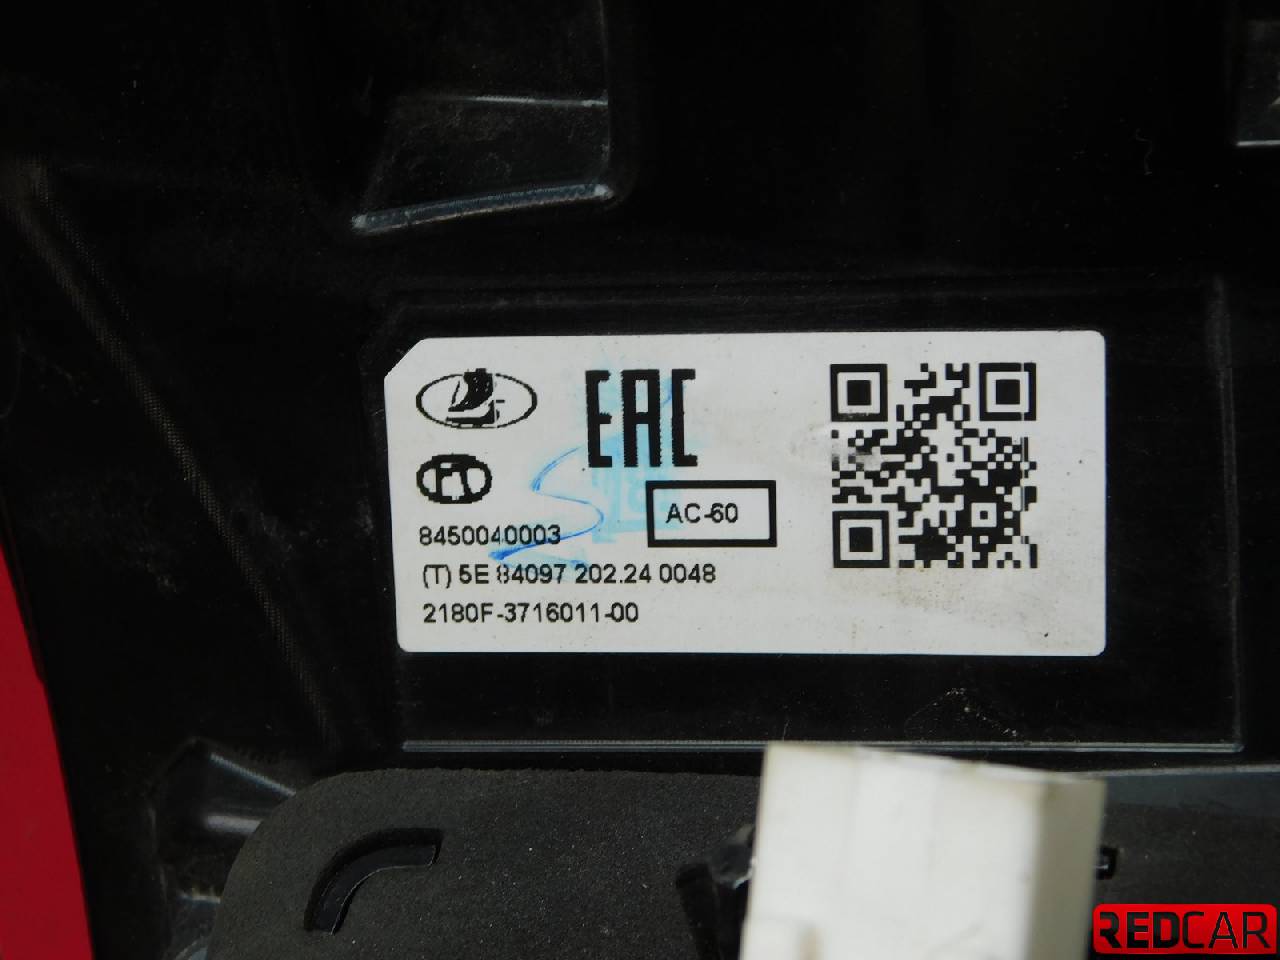 EAC
AC-60
8450040003
(T) 5E 84097 202.24 0048
2180F-3716011-00
REDCAR